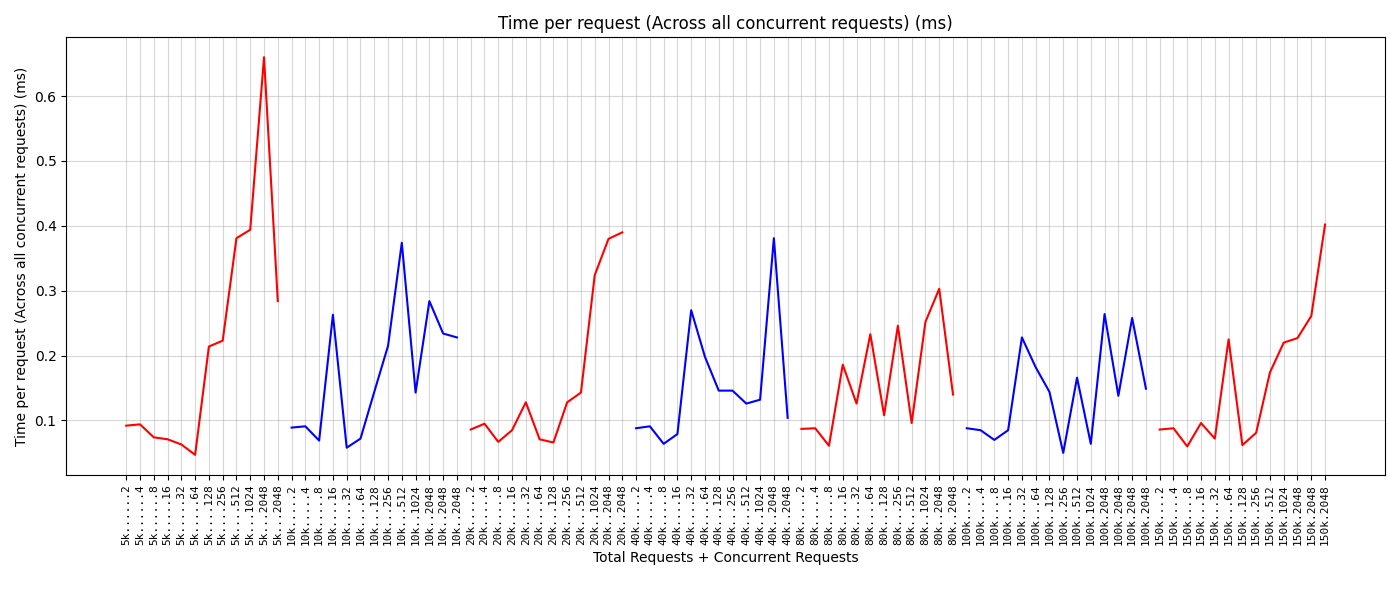 Time per request (Across all concurrent requests) (ms)
Time per request (Across all concurrent requests) (ms)
0.6
0.5
0.4
0.3
0.2
0.1
5k......2
5k......4
5k......8
5k.....16
5k.....32
5k.....64
5k....128
5k....256
5k....512
5k...1024
5k...2048
5k...2048
10k.....2
10k.....4
10k.....8
10k....16
10k....32
10k....64
10k...128
10k...256
10k...512
10k..1024
10k..2048
10k..2048
10k..2048
20k.....2
20k.....4
20k.....8
20k....16
20k....32
20k....64
20k...128
20k...256
20k...512
20k..1024
20k..2048
20k..2048
40k.....2
40k.....4
40k.....8
40k....16
40k....32
40k....64
40k...128
40k...256
40k...512
40k..1024
40k..2048
40k..2048
80k.....2
80k.....4
80k.....8
80k....16
80k....32
80k....64
80k...128
80k...256
80k...512
80k..1024
80k..2048
80k..2048
100k....2
100k....4
100k....8
100k...16
100k...32
100k...64
100k..128
100k..256
100k..512
100k.1024
100k.2048
100k.2048
100k.2048
100k.2048
150k....2
150k....4
150k....8
150k...16
150k...32
150k...64
150k..128
150k..256
150k..512
150k.1024
150k.2048
150k.2048
150k.2048
Total Requests + Concurrent Requests